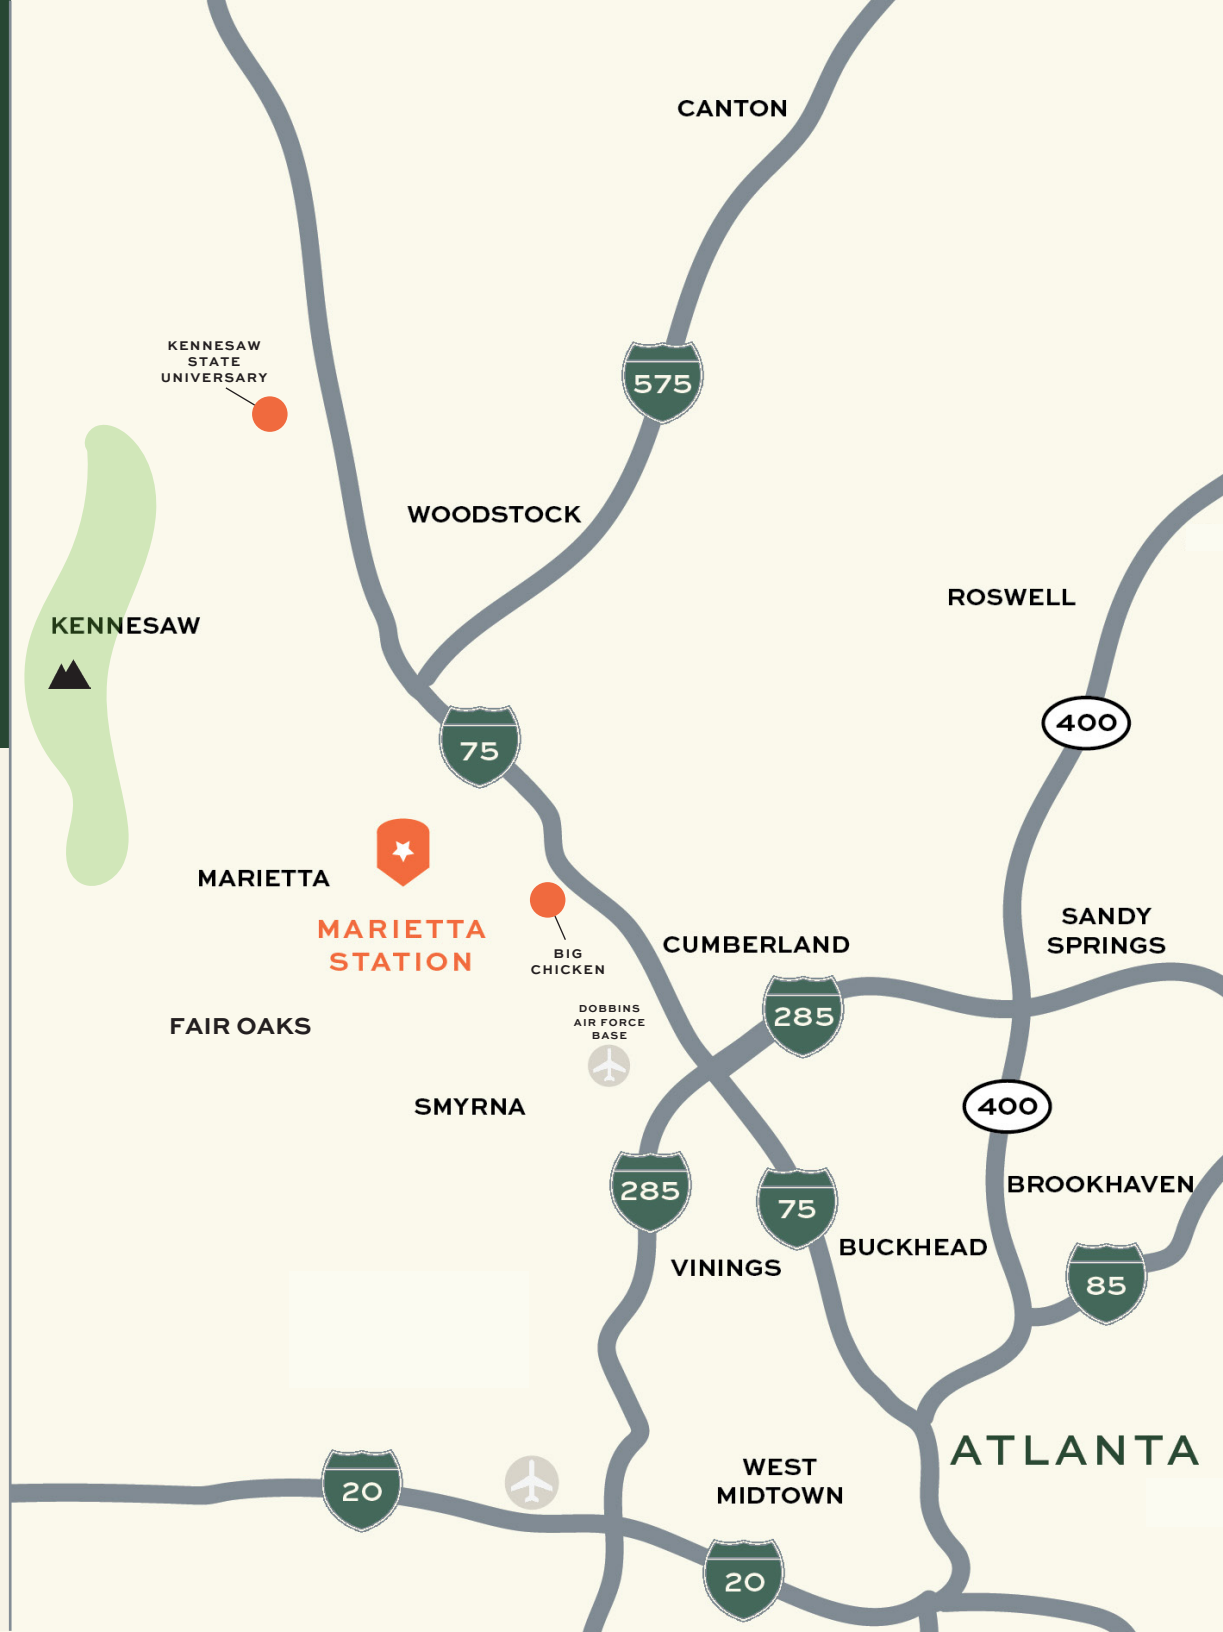 CANTON
KENNESAW
STATE
UNIVERSARY
575
WOODSTOCK
ROSWELL
KENNESAW
400
75
MARIETTA
MARIETTA
STATION
BIG
CHICKEN
CUMBERLAND
SANDY
SPRINGS
285
DOBBINS
AIR FORCE
BASE
FAIR OAKS
SMYRNA
400
285
75
BROOKHAVEN
BUCKHEAD
VININGS
85
ATLANTA
WEST
MIDTOWN
20
20